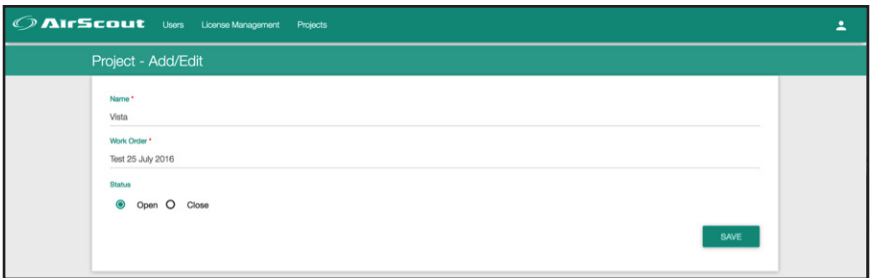 AirScout Users License Management Projects
Project - Add/Edit
Name *
Vista
Work Order *
Test 25 July 2016
Status
Open Close
SAVE